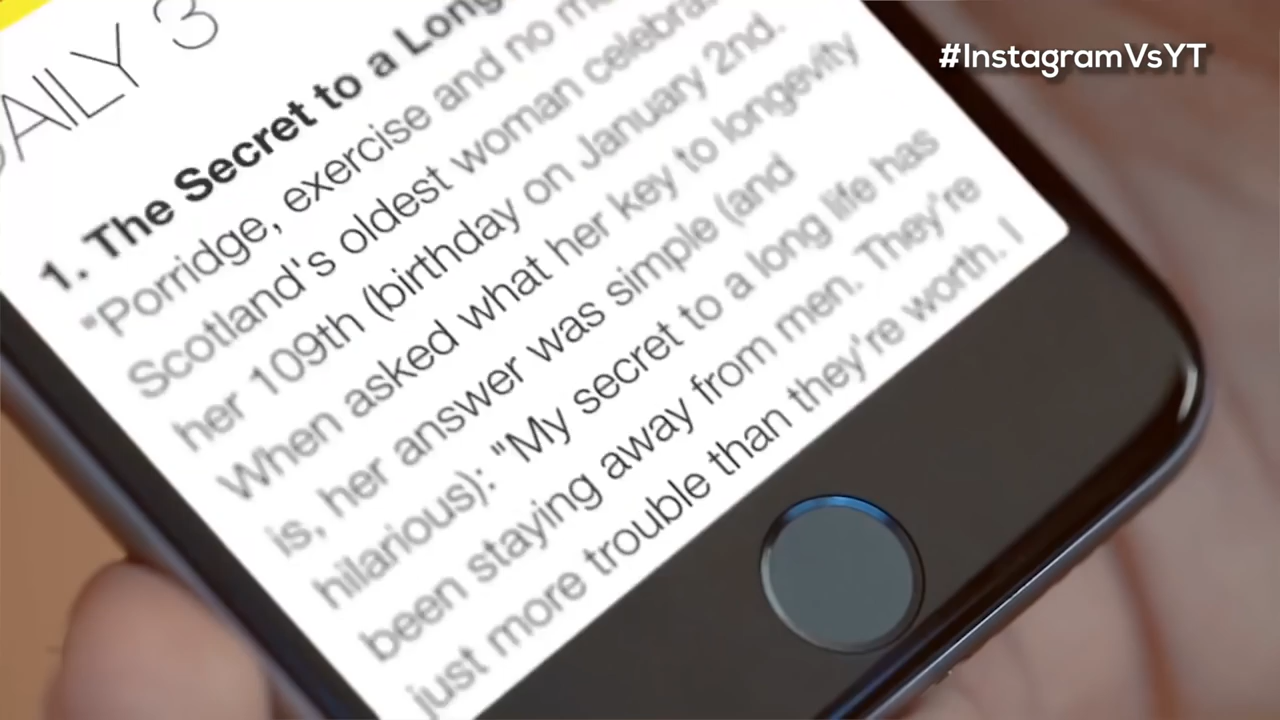 #InstagramVsYT
DAILY 3
1. The Secret to a Long
"Porridge, exercise and no
Scotland's oldest woman
her 109th (birthday on January 2nd.
When asked what her key to longevity
is, her answer was simple (and
hilarious): "My secret to a long life has
been staying away from men. They're
just more trouble than they're worth. I